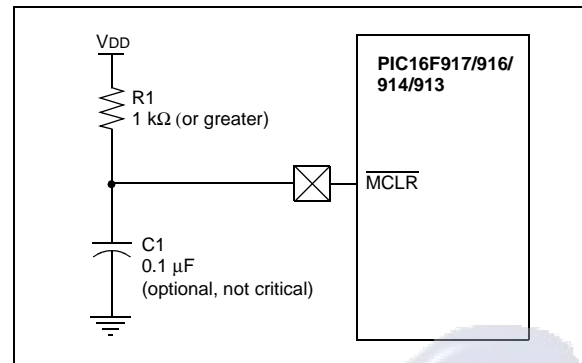 VDD
R1
1 kΩ (or greater)
C1
0.1 μF
(optional, not critical)
PIC16F917/916/
914/913
MCLR